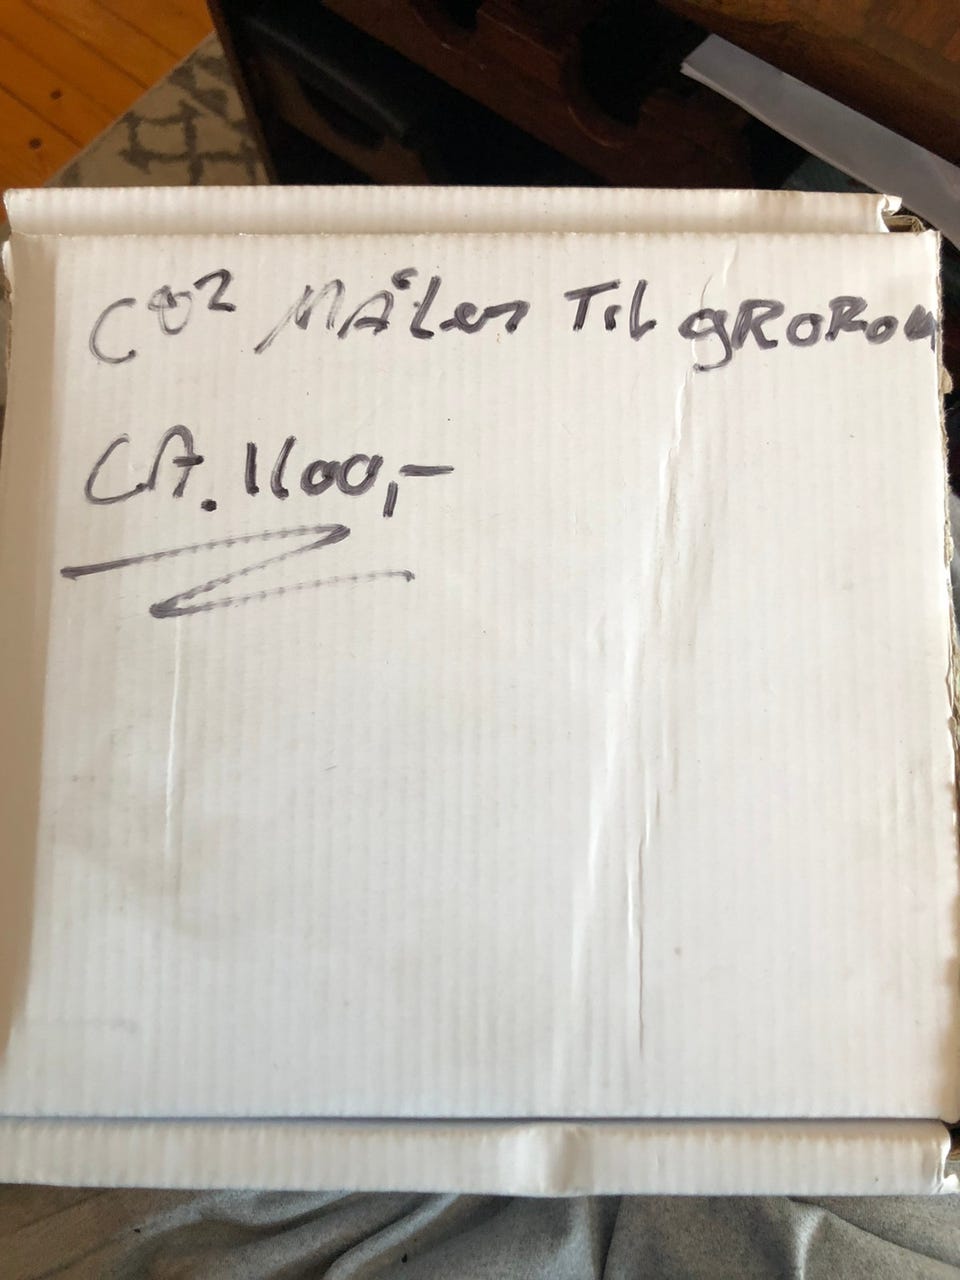 CO2 MÅLer TiL gROROM
CA. 1100,-